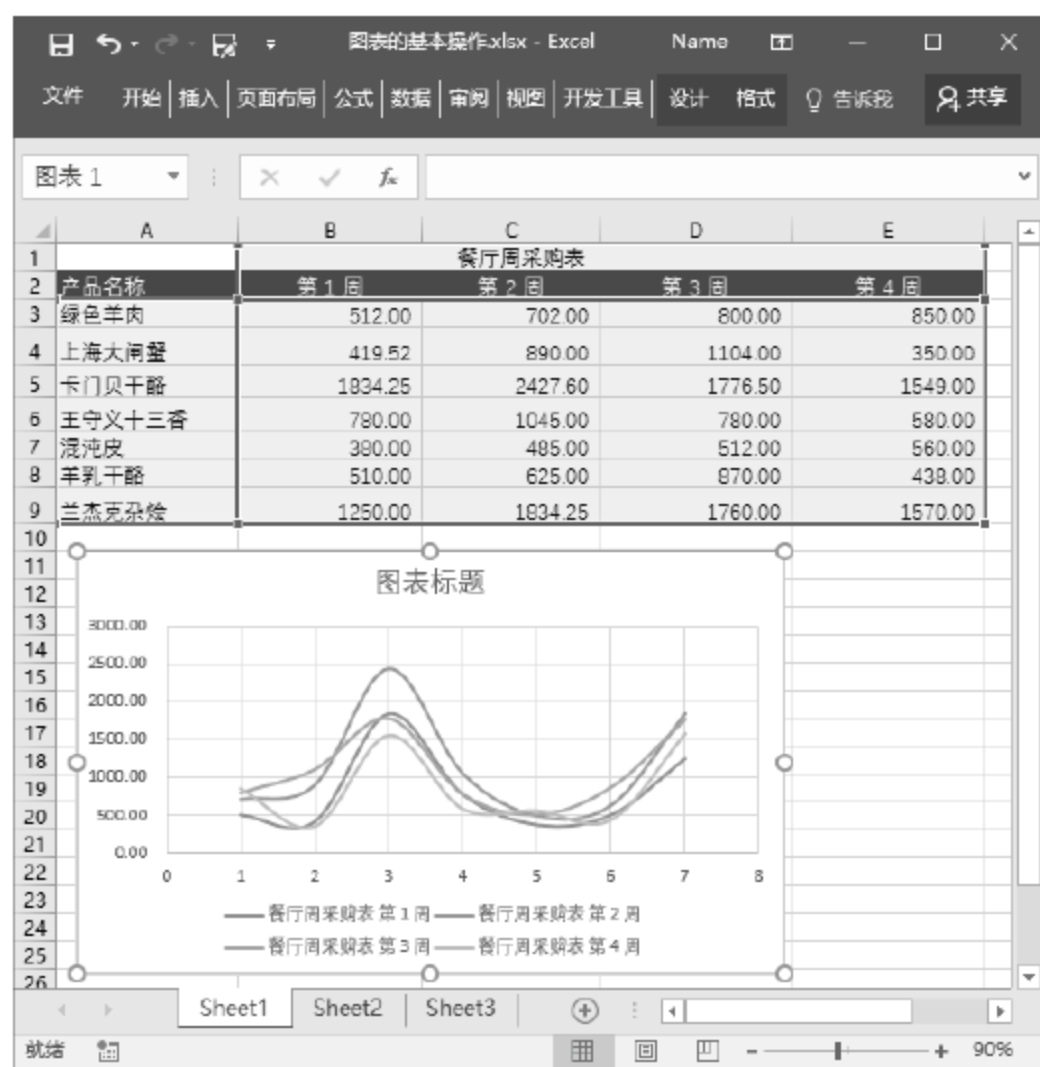 图表的基本操作.xlsx - Excel Name
文件 开始 插入 页面布局 公式 数据 审阅 视图 开发工具 设计 格式 告诉我 共享
图表 1 fx
A B C D E
1 餐厅周采购表
2 产品名称 第 1 周 第 2 周 第 3 周 第 4 周
3 绿色羊肉 512.00 702.00 800.00 850.00
4 上海大闸蟹 419.52 890.00 1104.00 350.00
5 卡门贝干酪 1834.25 2427.60 1776.50 1549.00
6 王守义十三香 780.00 1045.00 780.00 580.00
7 混沌皮 380.00 485.00 512.00 560.00
8 羊乳干酪 510.00 625.00 870.00 438.00
9 兰杰克杂烩 1250.00 1834.25 1760.00 1570.00
10
11
12
13
14
15
16
17
18
19
20
21
22
23
24
25
26
图表标题
3000.00
2500.00
2000.00
1500.00
1000.00
500.00
0.00
0 1 2 3 4 5 6 7 8
餐厅周采购表 第 1 周 餐厅周采购表 第 2 周
餐厅周采购表 第 3 周 餐厅周采购表 第 4 周
Sheet1 Sheet2 Sheet3
就绪 90%